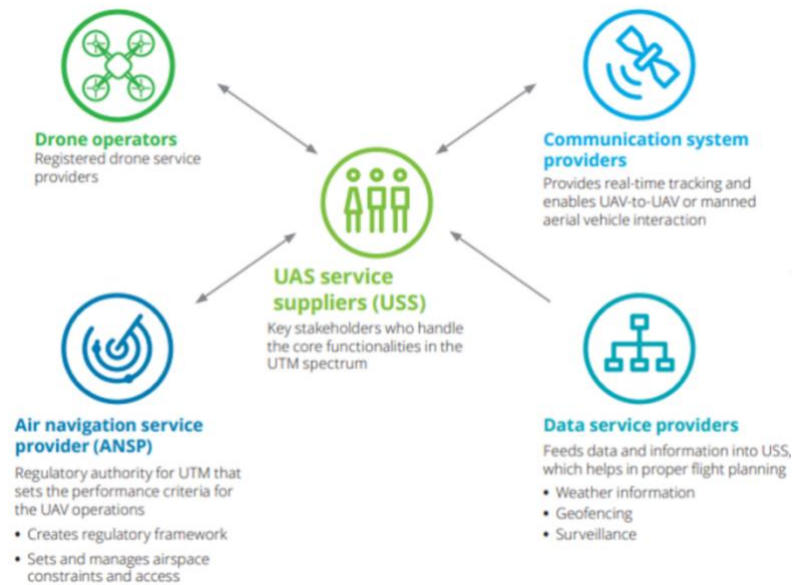 Drone operators
Registered drone service
providers
Communication system
providers
Provides real-time tracking and
enables UAV-to-UAV or manned
aerial vehicle interaction
UAS service
suppliers (USS)
Key stakeholders who handle
the core functionalities in the
UTM spectrum
Air navigation service
provider (ANSP)
Regulatory authority for UTM that
sets the performance criteria for
the UAV operations
• Creates regulatory framework
• Sets and manages airspace
constraints and access
Data service providers
Feeds data and information into USS,
which helps in proper flight planning
• Weather information
• Geofencing
• Surveillance